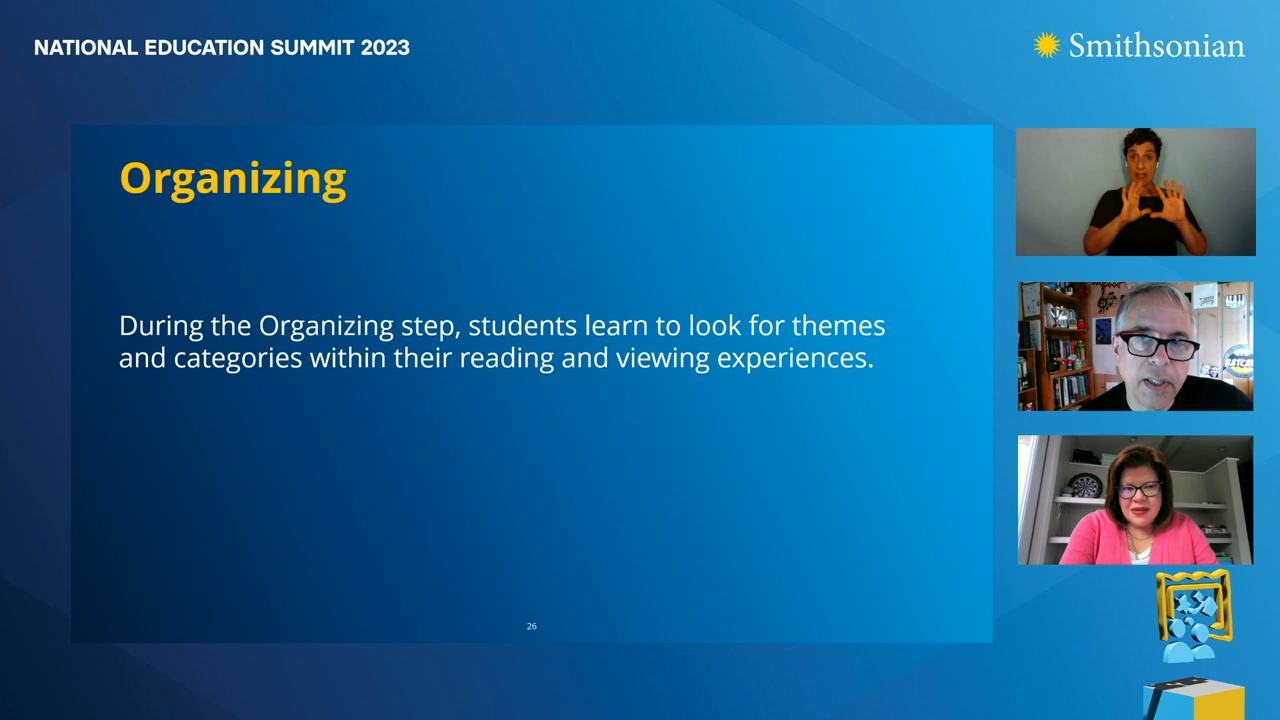 NATIONAL EDUCATION SUMMIT 2023
Smithsonian
Organizing
During the Organizing step, students learn to look for themes
and categories within their reading and viewing experiences.
26